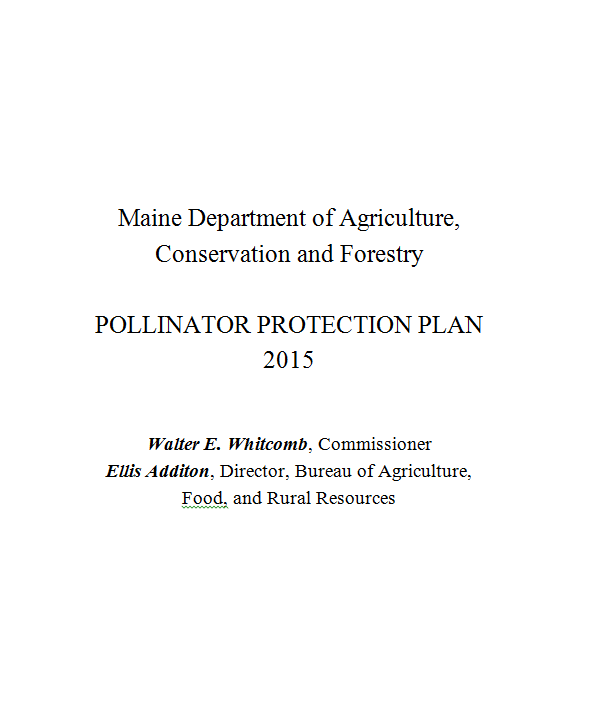 Maine Department of Agriculture,
Conservation and Forestry
POLLINATOR PROTECTION PLAN
2015
Walter E. Whitcomb, Commissioner
Ellis Additon, Director, Bureau of Agriculture,
Food, and Rural Resources